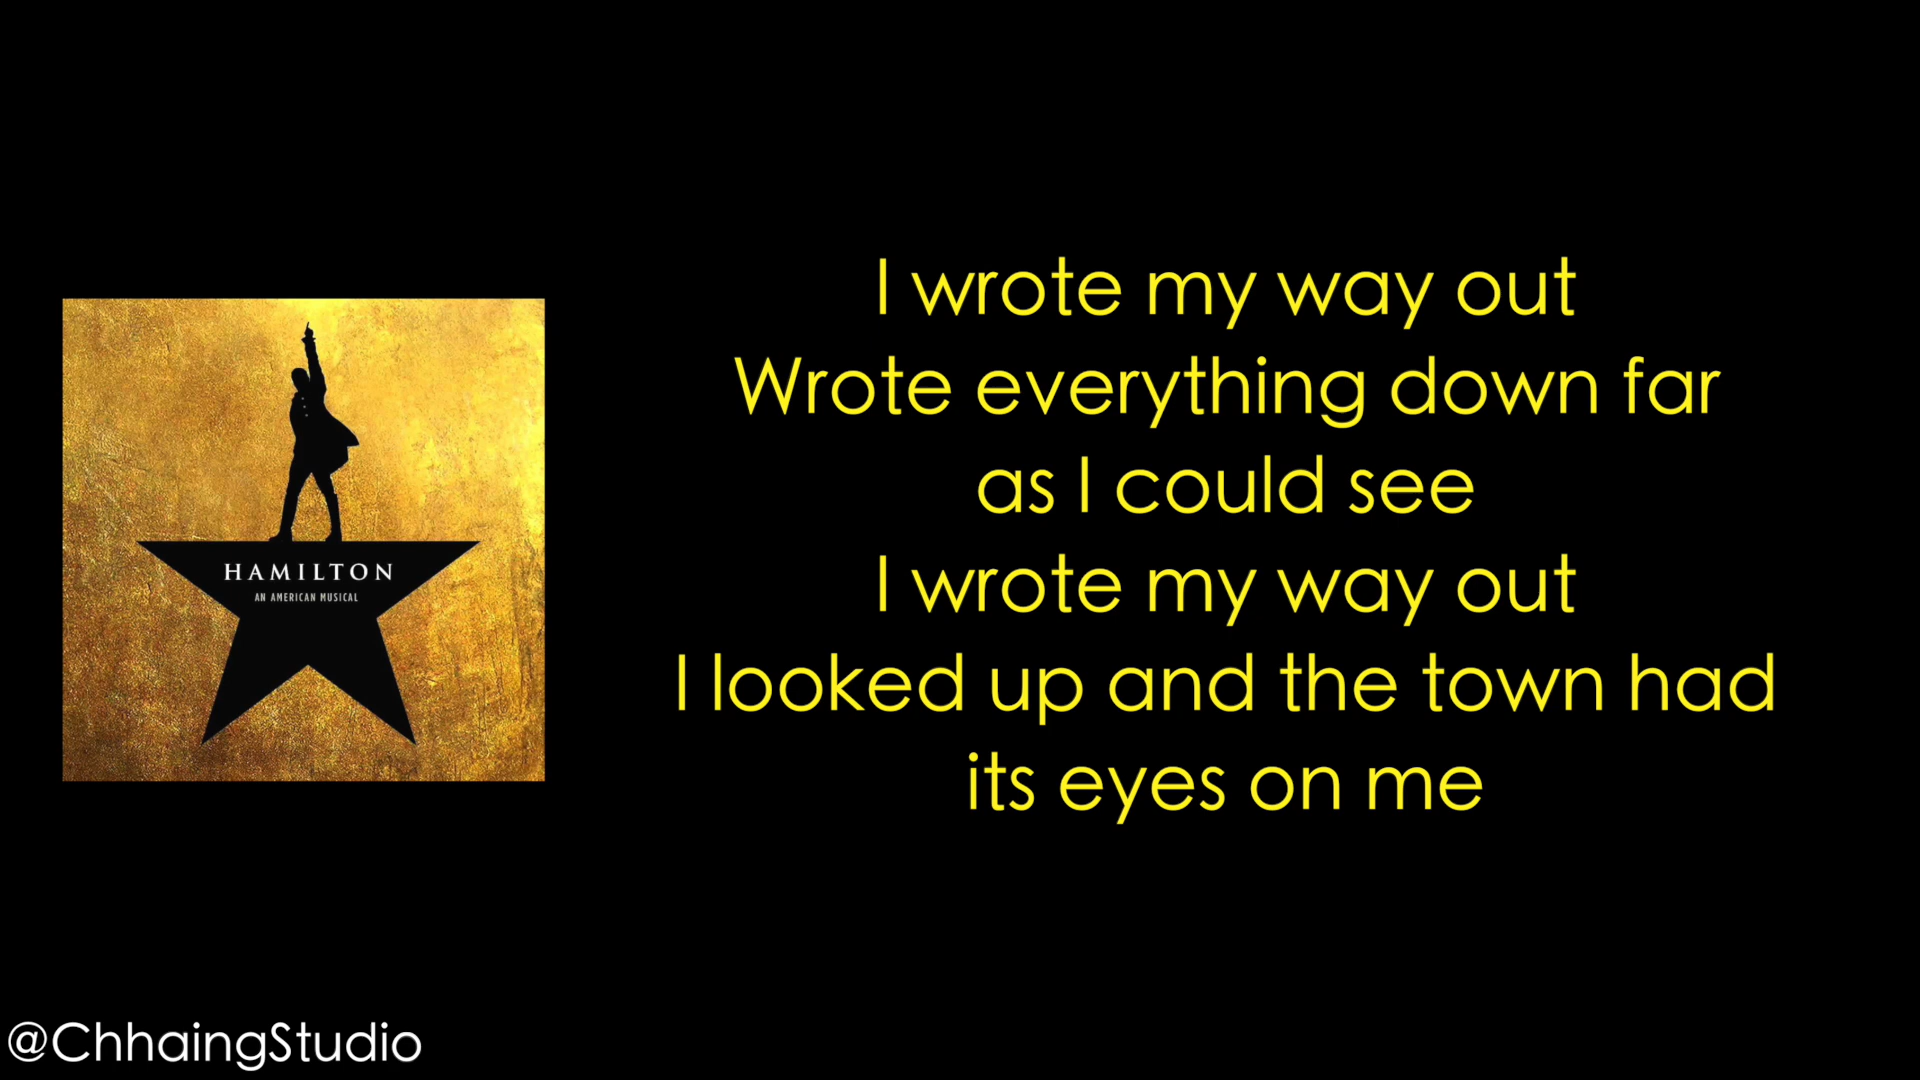 I wrote my way out
Wrote everything down far
as I could see
I wrote my way out
I looked up and the town had
its eyes on me
HAMILTON
AN AMERICAN MUSICAL
@ChhaingStudio